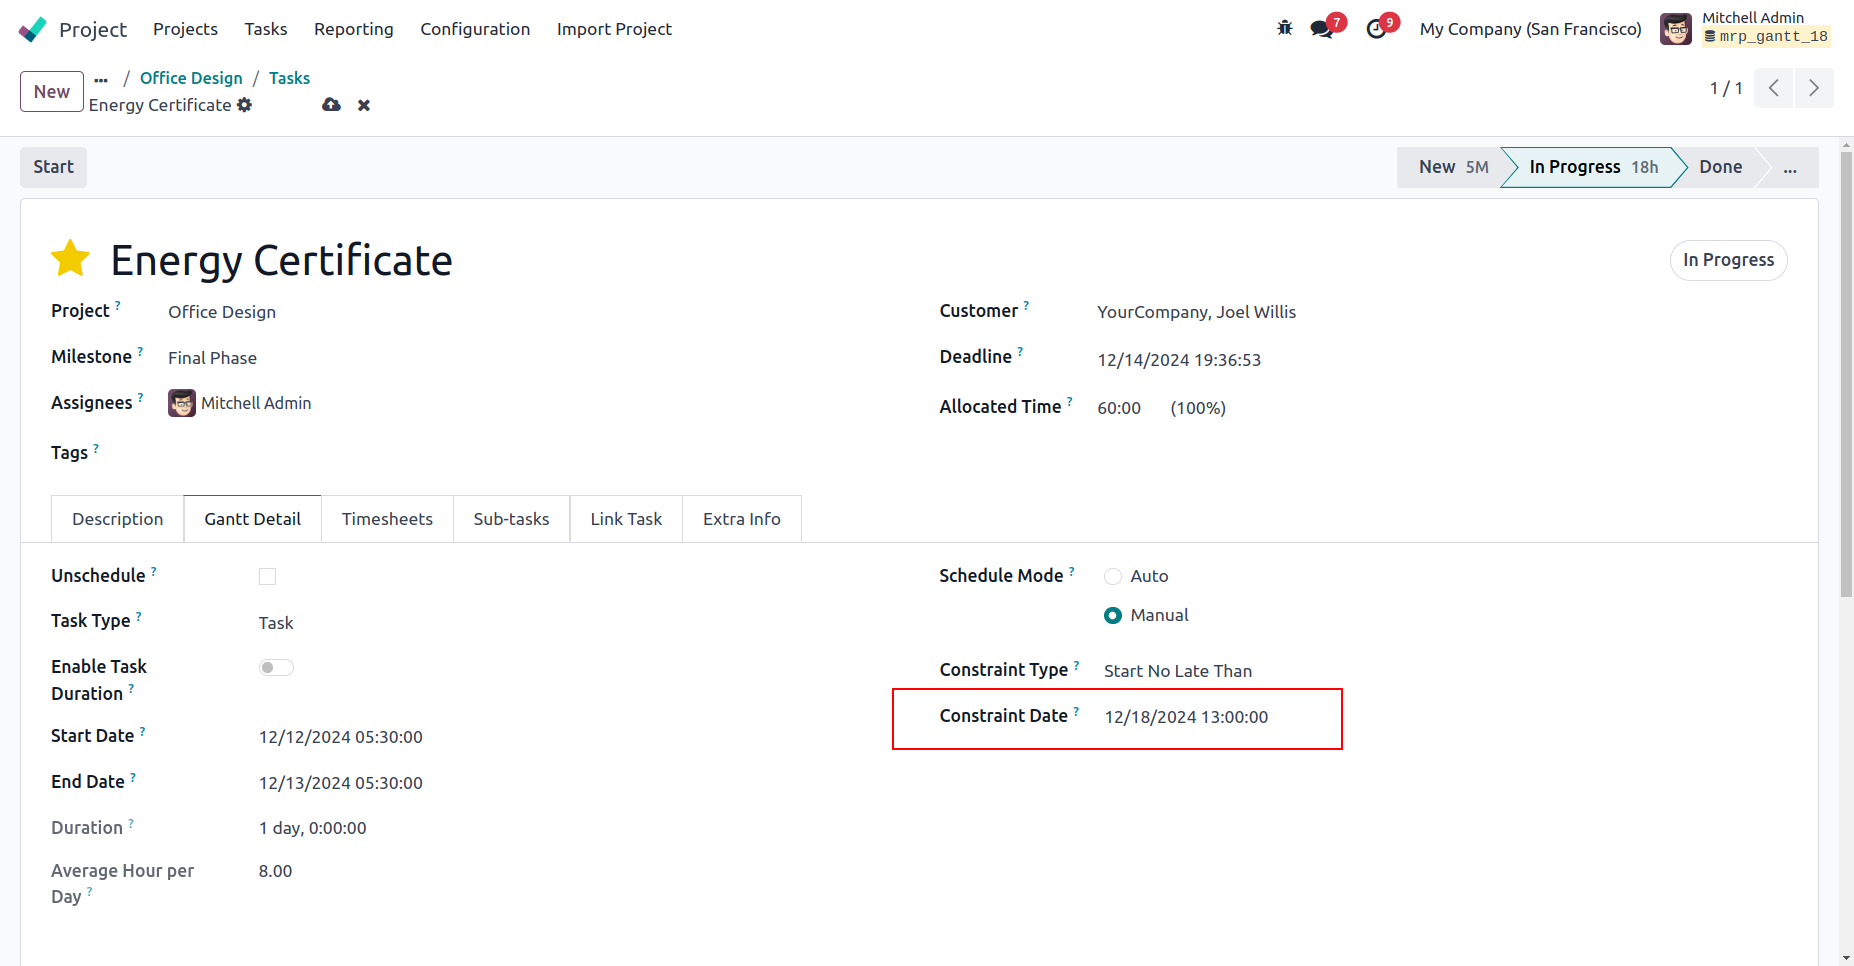 Project Projects Tasks Reporting Configuration Import Project 7 9 My Company (San Francisco) Mitchell Admin
mrp_gantt_18
New ... / Office Design / Tasks
Energy Certificate
1 / 1
Start
New 5M In Progress 18h Done ...
Energy Certificate
In Progress
Project ? Office Design
Customer ? YourCompany, Joel Willis
Milestone ? Final Phase
Deadline ? 12/14/2024 19:36:53
Assignees ? Mitchell Admin
Allocated Time ? 60:00 (100%)
Tags ?
Description Gantt Detail Timesheets Sub-tasks Link Task Extra Info
Unschedule ?
Schedule Mode ? Auto
Manual
Task Type ? Task
Enable Task
Duration ?
Constraint Type ? Start No Late Than
Constraint Date ? 12/18/2024 13:00:00
Start Date ? 12/12/2024 05:30:00
End Date ? 12/13/2024 05:30:00
Duration ? 1 day, 0:00:00
Average Hour per
Day ?
8.00